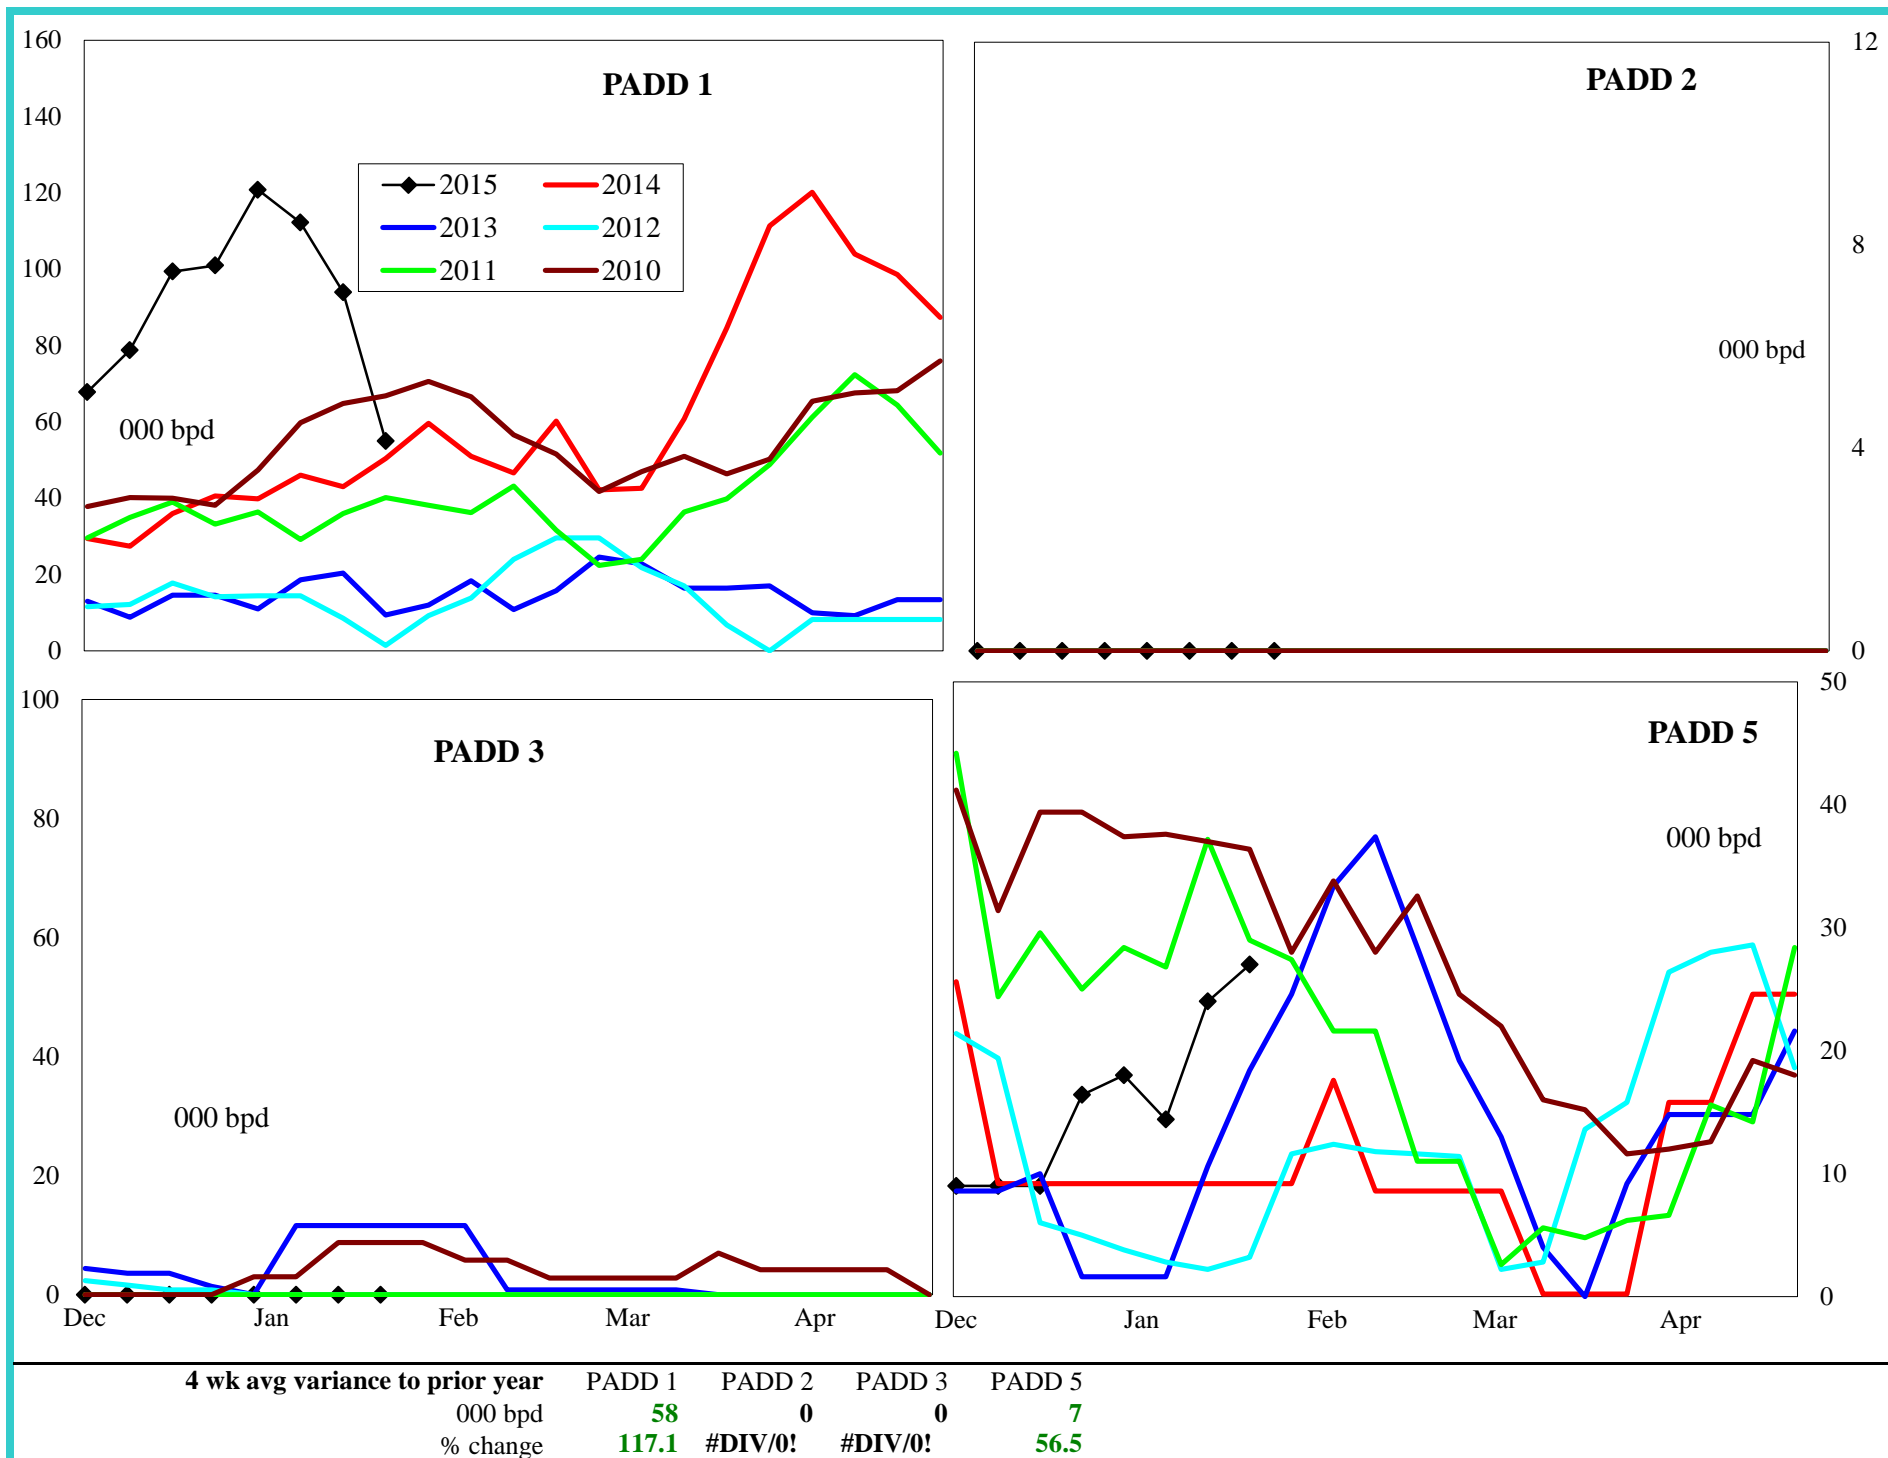 160
140
120
100
80
60
40
20
0
PADD 1
2015 2014
2013 2012
2011 2010
000 bpd
12
8
4
0
PADD 2
000 bpd
100
80
60
40
20
0
PADD 3
000 bpd
Dec Jan Feb Mar Apr
50
40
30
20
10
0
PADD 5
000 bpd
Dec Jan Feb Mar Apr
4 wk avg variance to prior year PADD 1 PADD 2 PADD 3 PADD 5
000 bpd 58 0 0 7
% change 117.1 #DIV/0! #DIV/0! 56.5